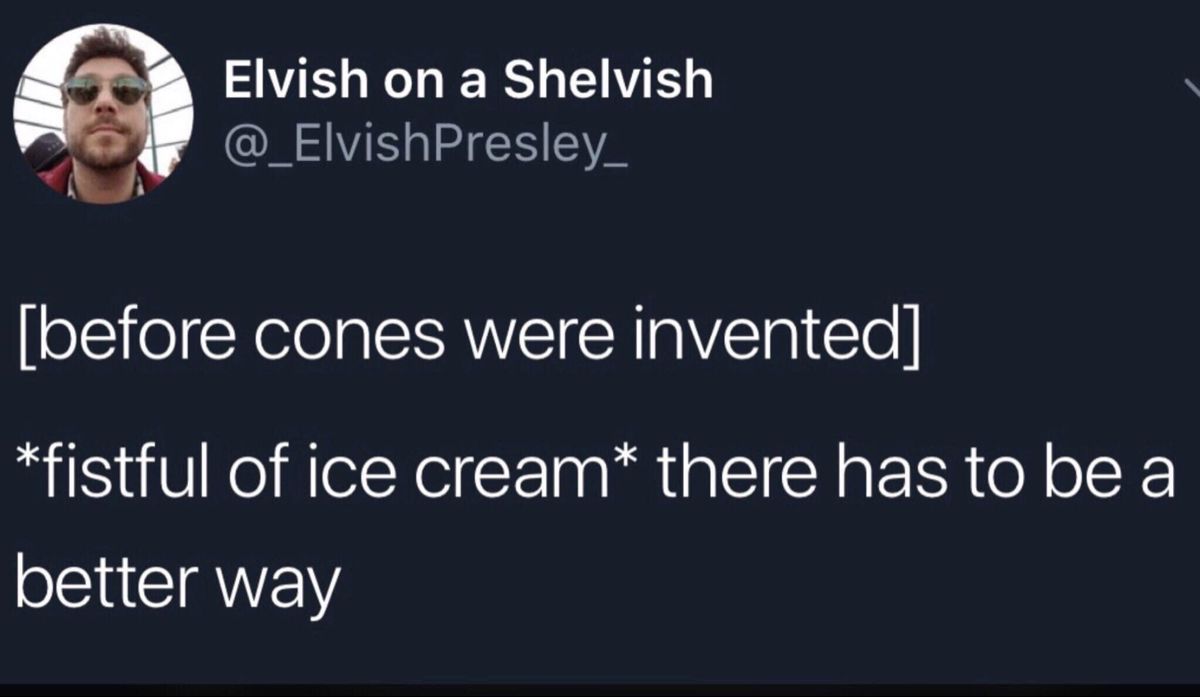 Elvish on a Shelvish
@_ElvishPresley_
[before cones were invented]
*fistful of ice cream* there has to be a
better way